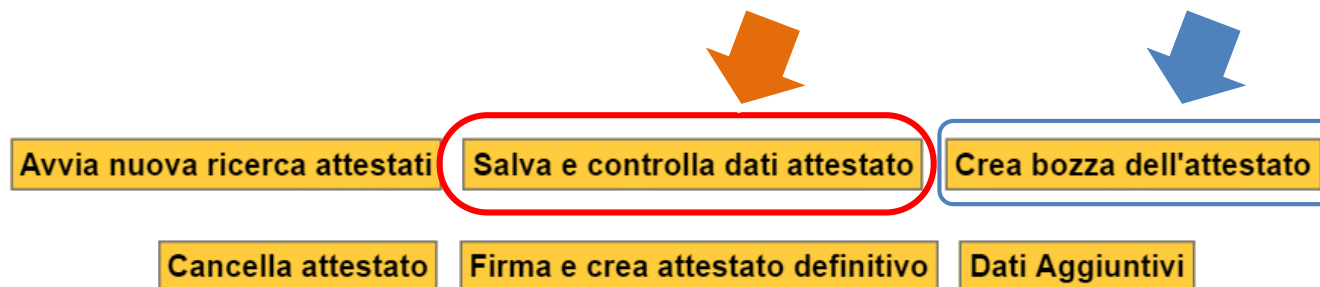 Avvia nuova ricerca attestati Salva e controlla dati attestato Crea bozza dell'attestato
Cancella attestato Firma e crea attestato definitivo Dati Aggiuntivi